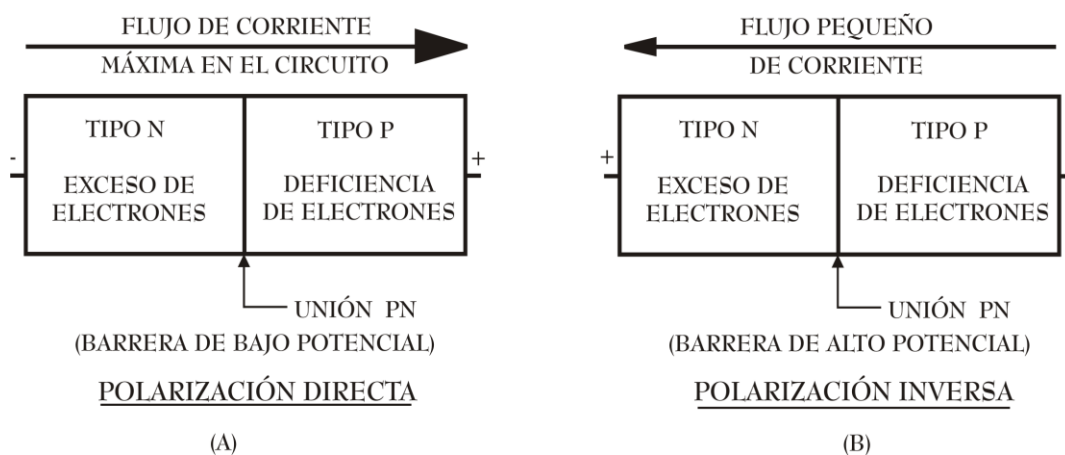 FLUJO DE CORRIENTE
MÁXIMA EN EL CIRCUITO
TIPO N
TIPO P
-
+
EXCESO DE
ELECTRONES
DEFICIENCIA
DE ELECTRONES
UNIÓN PN
(BARRERA DE BAJO POTENCIAL)
POLARIZACIÓN DIRECTA
(A)
FLUJO PEQUEÑO
DE CORRIENTE
TIPO N
TIPO P
+
EXCESO DE
ELECTRONES
DEFICIENCIA
DE ELECTRONES
UNIÓN PN
(BARRERA DE ALTO POTENCIAL)
POLARIZACIÓN INVERSA
(B)